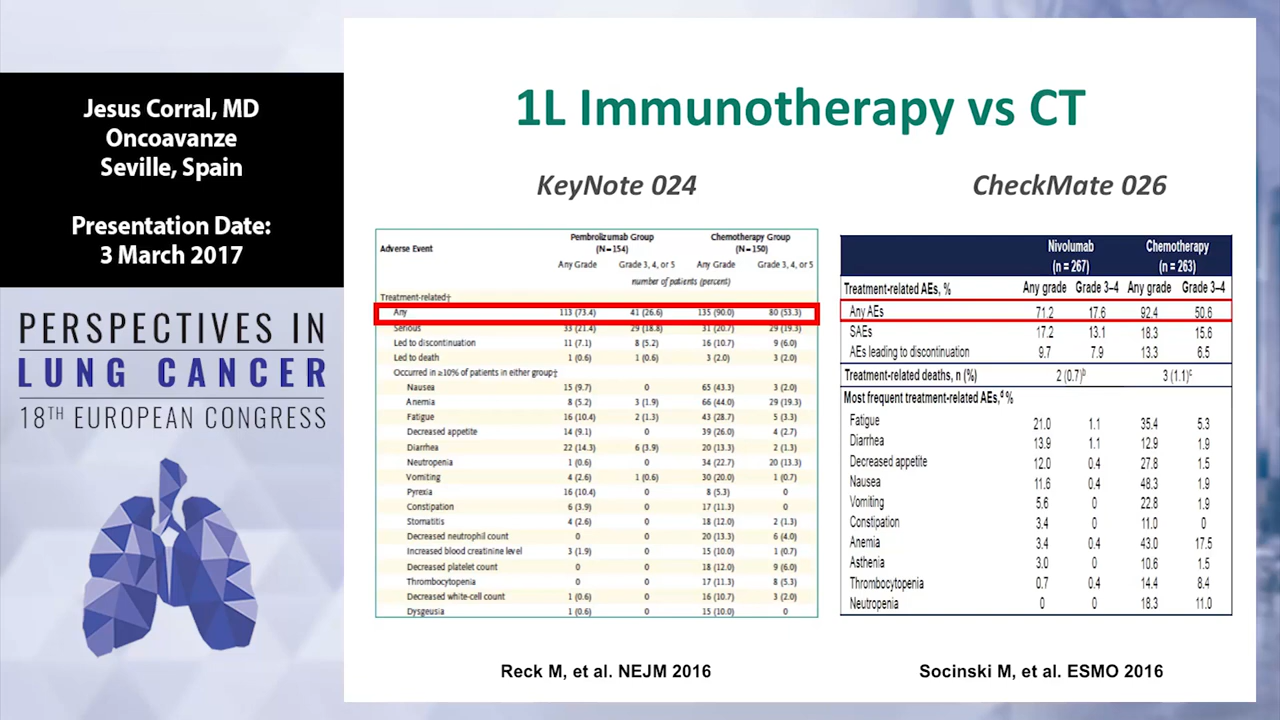 Jesus Corral, MD
Oncoavanze
Seville, Spain
Presentation Date:
3 March 2017
PERSPECTIVES IN
LUNG CANCER
18TH EUROPEAN CONGRESS
1L Immunotherapy vs CT
KeyNote 024
Adverse Event Pembrolizumab Group (N=154) Chemotherapy Group (N=150)
Any Grade Grade 3, 4, or 5 Any Grade Grade 3, 4, or 5
number of patients (percent)
Treatment-related†
Any 113 (73.4) 41 (26.6) 135 (90.0) 80 (53.3)
Serious 33 (21.4) 29 (18.8) 31 (20.7) 29 (19.3)
Led to discontinuation 11 (7.1) 8 (5.2) 16 (10.7) 9 (6.0)
Led to death 1 (0.6) 1 (0.6) 3 (2.0) 3 (2.0)
Occurred in ≥10% of patients in either group‡
Nausea 15 (9.7) 0 65 (43.3) 3 (2.0)
Anemia 8 (5.2) 3 (1.9) 66 (44.0) 29 (19.3)
Fatigue 16 (10.4) 2 (1.3) 43 (28.7) 5 (3.3)
Decreased appetite 14 (9.1) 0 39 (26.0) 4 (2.7)
Diarrhea 22 (14.3) 6 (3.9) 20 (13.3) 2 (1.3)
Neutropenia 1 (0.6) 0 34 (22.7) 20 (13.3)
Vomiting 4 (2.6) 1 (0.6) 30 (20.0) 1 (0.7)
Pyrexia 16 (10.4) 0 8 (5.3) 0
Constipation 6 (3.9) 0 17 (11.3) 0
Stomatitis 4 (2.6) 0 18 (12.0) 2 (1.3)
Decreased neutrophil count 0 0 20 (13.3) 6 (4.0)
Increased blood creatinine level 3 (1.9) 0 15 (10.0) 1 (0.7)
Decreased platelet count 0 0 18 (12.0) 9 (6.0)
Thrombocytopenia 0 0 17 (11.3) 8 (5.3)
Decreased white-cell count 1 (0.6) 0 16 (10.7) 3 (2.0)
Dysgeusia 1 (0.6) 0 15 (10.0) 0
Reck M, et al. NEJM 2016
CheckMate 026
Nivolumab (n = 267) Chemotherapy (n = 263)
Treatment-related AEs, % Any grade Grade 3–4 Any grade Grade 3–4
Any AEs 71.2 17.6 92.4 50.6
SAEs 17.2 13.1 18.3 15.6
AEs leading to discontinuation 9.7 7.9 13.3 6.5
Treatment-related deaths, n (%) 2 (0.7)b 3 (1.1)c
Most frequent treatment-related AEs,d %
Fatigue 21.0 1.1 35.4 5.3
Diarrhea 13.9 1.1 12.9 1.9
Decreased appetite 12.0 0.4 27.8 1.5
Nausea 11.6 0.4 48.3 1.9
Vomiting 5.6 0 22.8 1.9
Constipation 3.4 0 11.0 0
Anemia 3.4 0.4 43.0 17.5
Asthenia 3.0 0 10.6 1.5
Thrombocytopenia 0.7 0.4 14.4 8.4
Neutropenia 0 0 18.3 11.0
Socinski M, et al. ESMO 2016